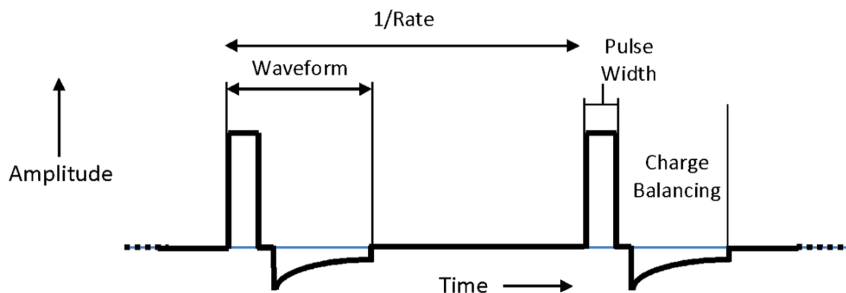 1/Rate
Waveform
Pulse
Width
Amplitude
Charge
Balancing
Time